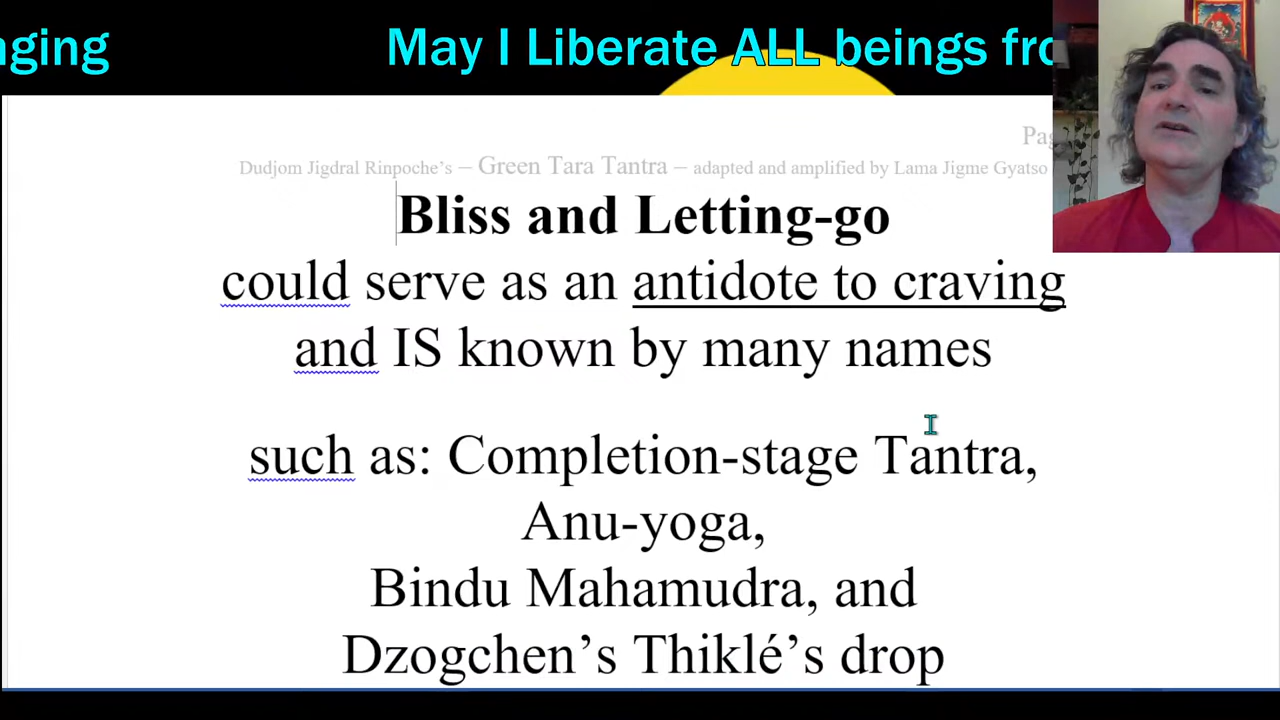 nging May I Liberate ALL beings fro
Pag
Dudjom Jigdral Rinpoche's – Green Tara Tantra – adapted and amplified by Lama Jigme Gyatso
Bliss and Letting-go
could serve as an antidote to craving
and IS known by many names
such as: Completion-stage Tantra,
Anu-yoga,
Bindu Mahamudra, and
Dzogchen’s Thiklé’s drop